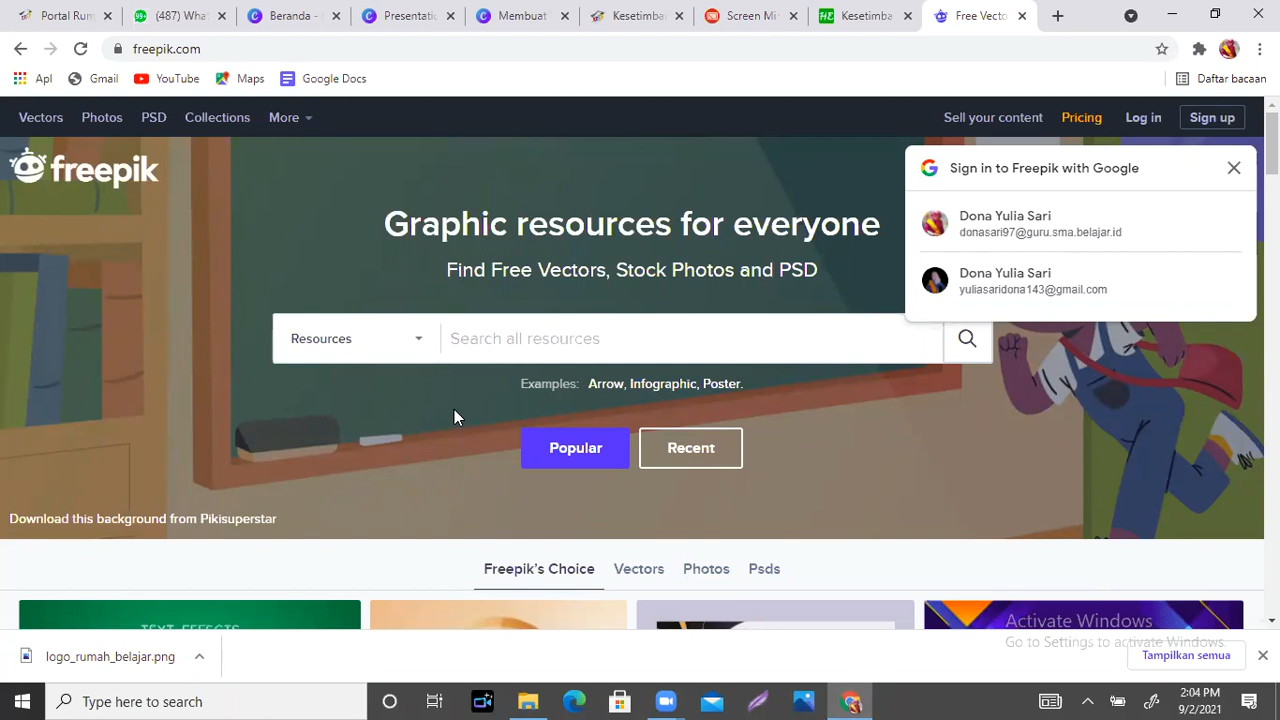 Portal Rum
(487) What
Beranda -
Presentatic
Membuat
Kesetimba
Screen Mi
Kesetimba
Free Vecto
freepik.com
Apl
Gmail
YouTube
Maps
Google Docs
Daftar bacaan
Vectors
Photos
PSD
Collections
More
Sell your content
Pricing
Log in
Sign up
freepik
Sign in to Freepik with Google
Dona Yulia Sari
donasari97@guru.sma.belajar.id
Dona Yulia Sari
yuliasaridona143@gmail.com
Graphic resources for everyone
Find Free Vectors, Stock Photos and PSD
Resources
Search all resources
Examples: Arrow, Infographic, Poster.
Popular
Recent
Download this background from Pikisuperstar
Freepik's Choice
Vectors
Photos
Psds
TEXT EFFECTS
Activate Windows
Go to Settings to activate Windows.
logo_rumah_belajar.png
Tampilkan semua
Type here to search
2:04 PM
9/2/2021